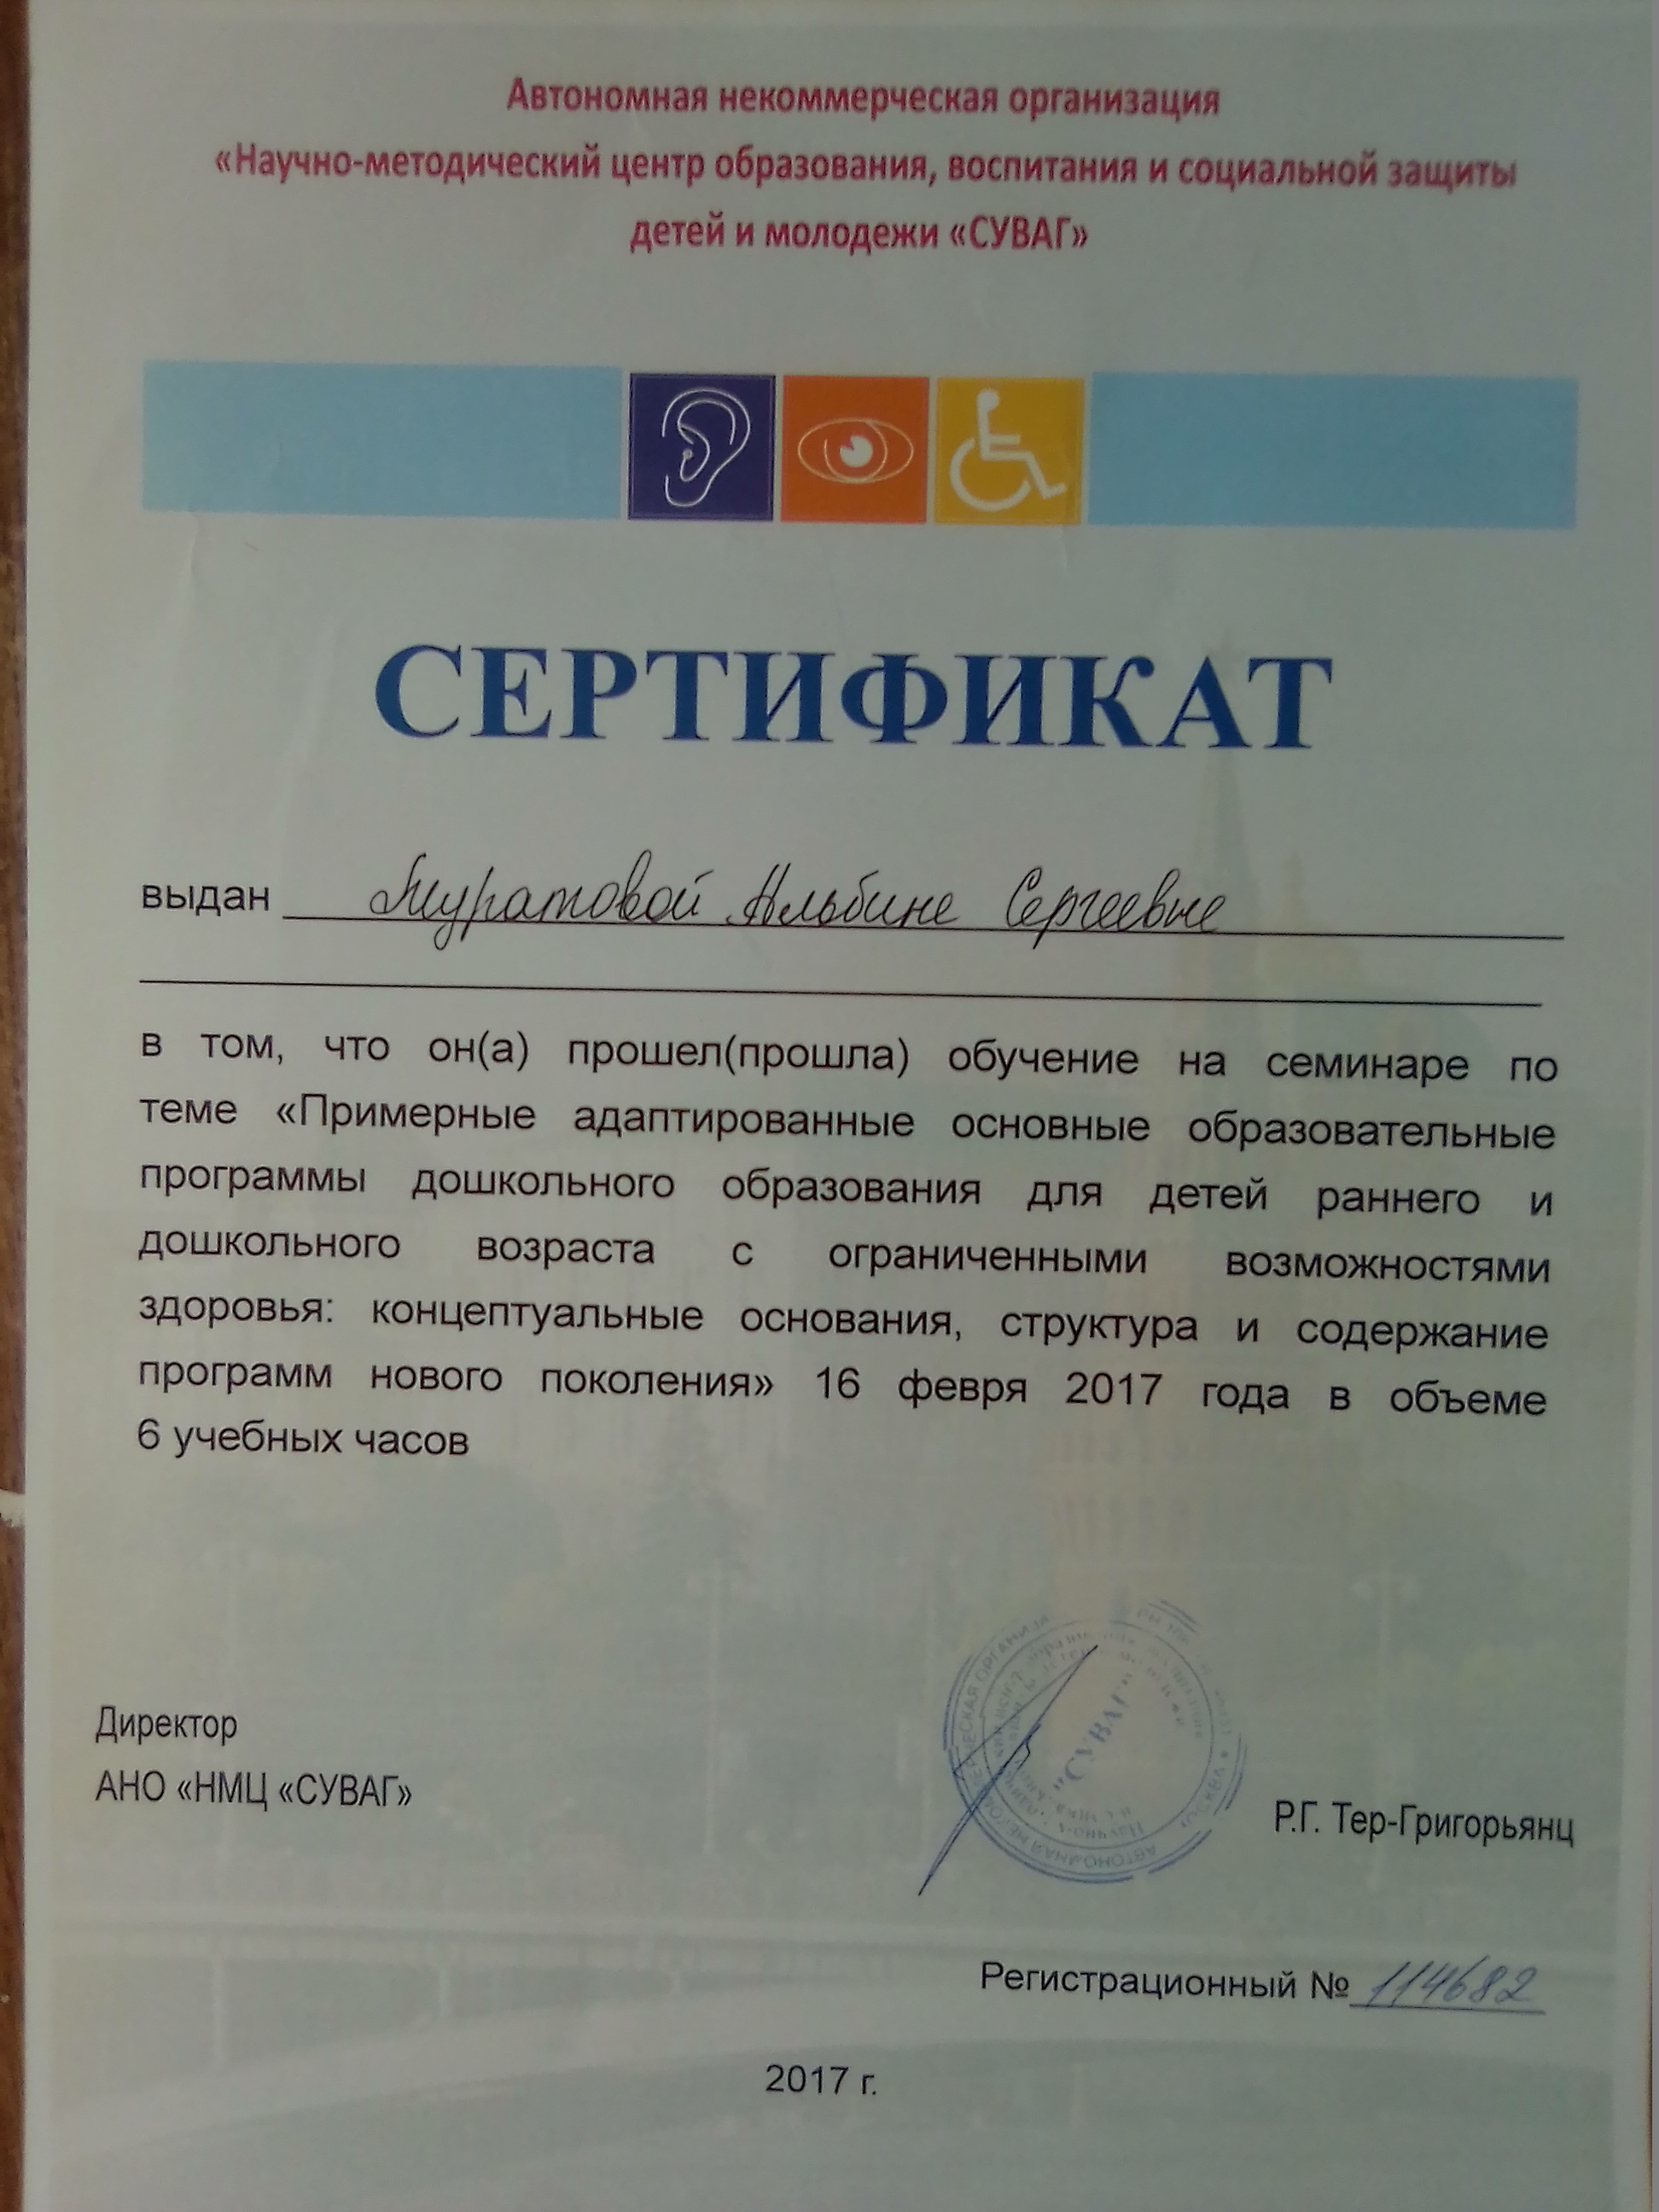 Автономная некоммерческая организация
«Научно-методический центр образования, воспитания и социальной защиты
детей и молодежи «СУВАГ»
СЕРТИФИКАТ
выдан Муратовой Альбине Сергеевне
в том, что он(а) прошел(прошла) обучение на семинаре по
теме «Примерные адаптированные основные образовательные
программы дошкольного образования для детей раннего и
дошкольного возраста с ограниченными возможностями
здоровья: концептуальные основания, структура и содержание
программ нового поколения» 16 февря 2017 года в объеме
6 учебных часов
Директор
АНО «НМЦ «СУВАГ»
"СУВАГ"
Р.Г. Тер-Григорьянц
Регистрационный № 114682
2017 г.